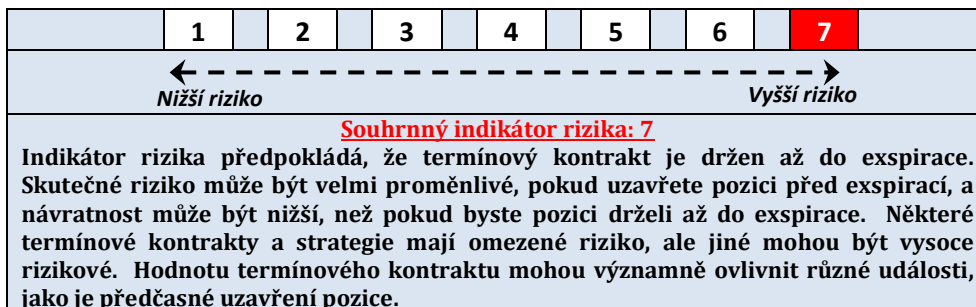 1 2 3 4 5 6 7
Nižší riziko Vyšší riziko
Souhrnný indikátor rizika: 7
Indikátor rizika předpokládá, že termínový kontrakt je držen až do exspirace.
Skutečné riziko může být velmi proměnlivé, pokud uzavřete pozici před exspirací, a
návratnost může být nižší, než pokud byste pozici drželi až do exspirace. Některé
termínové kontrakty a strategie mají omezené riziko, ale jiné mohou být vysoce
rizikové. Hodnotu termínového kontraktu mohou významně ovlivnit různé události,
jako je předčasné uzavření pozice.